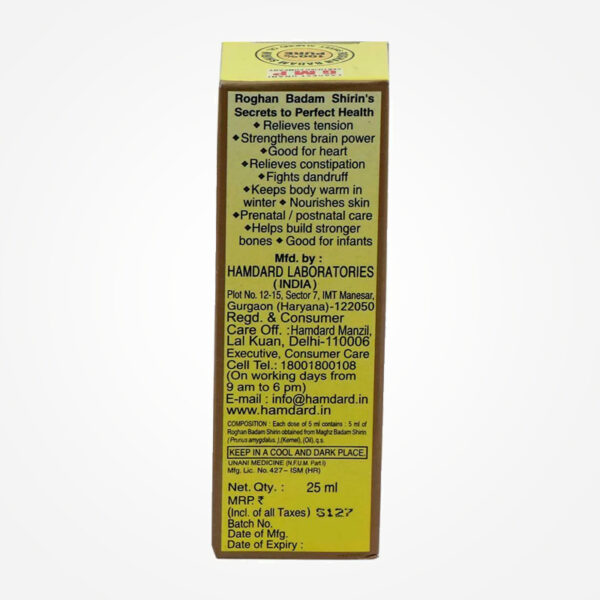 100%
PURE
G.M.P
Roghan Badam Shirin's
Secrets to Perfect Health
◆ Relieves tension
◆ Strengthens brain power
◆ Good for heart
◆ Relieves constipation
◆ Fights dandruff
◆ Keeps body warm in
winter ◆ Nourishes skin
◆ Prenatal / postnatal care
◆ Helps build stronger
bones ◆ Good for infants
Mfd. by :
HAMDARD LABORATORIES
(INDIA)
Plot No. 12-15, Sector 7, IMT Manesar,
Gurgaon (Haryana)-122050
Regd. & Consumer
Care Off. :Hamdard Manzil,
Lal Kuan, Delhi-110006
Executive, Consumer Care
Cell Tel.: 18001800108
(On working days from
9 am to 6 pm)
E-mail : info@hamdard.in
www.hamdard.in
COMPOSITION : Each dose of 5 ml contains : 5 ml of
Roghan Badam Shirin obtained from Maghz Badam Shirin
(Prunus amygdalus.),(Kernel), (Oil), q.s.
KEEP IN A COOL AND DARK PLACE.
UNANI MEDICINE (N.F.U.M. Part I)
Mfg. Lic. No. 427– ISM (HR)
Net. Qty. : 25 ml
MRP. ₹
(Incl. of all Taxes) S127
Batch No.
Date of Mfg.
Date of Expiry :